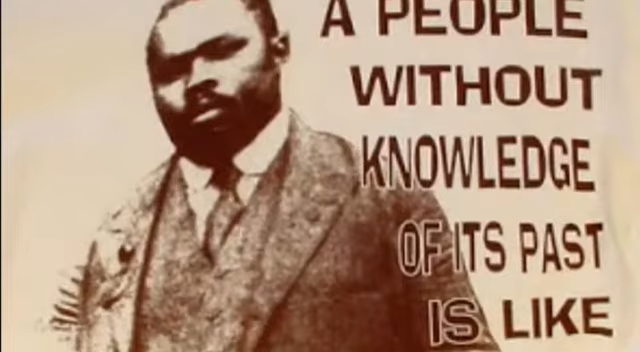 A PEOPLE
WITHOUT
KNOWLEDGE
OF ITS PAST
IS LIKE